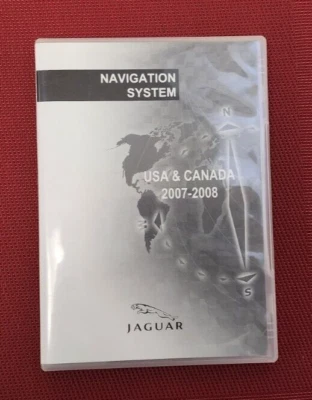 NAVIGATION
SYSTEM
N
USA & CANADA
2007-2008
S
JAGUAR